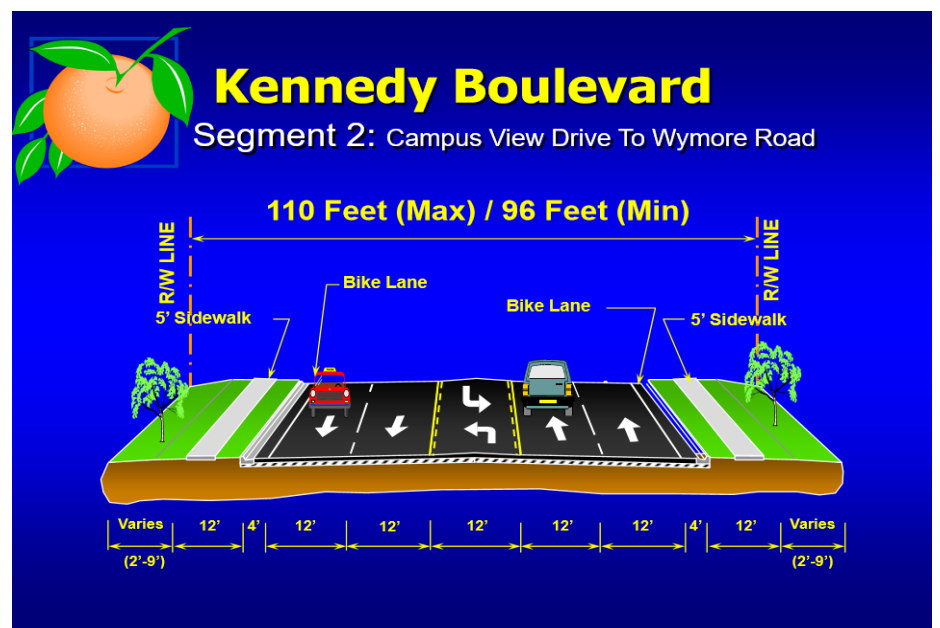 Kennedy Boulevard
Segment 2: Campus View Drive To Wymore Road
110 Feet (Max) / 96 Feet (Min)
R/W LINE
R/W LINE
Bike Lane
Bike Lane
5' Sidewalk
5' Sidewalk
Varies 12' 4' 12' 12' 12' 12' 12' 4' 12' Varies
(2'-9') (2'-9')